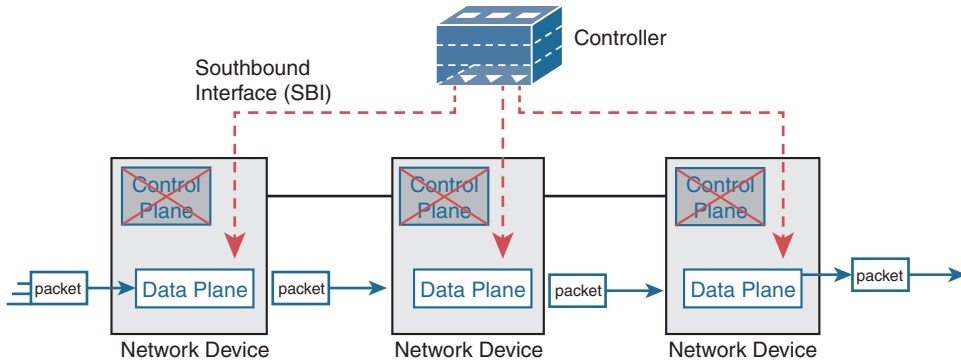 Controller
Southbound
Interface (SBI)
Control
Plane
Control
Plane
Control
Plane
packet
Data Plane
packet
Data Plane
packet
Data Plane
packet
Network Device
Network Device
Network Device